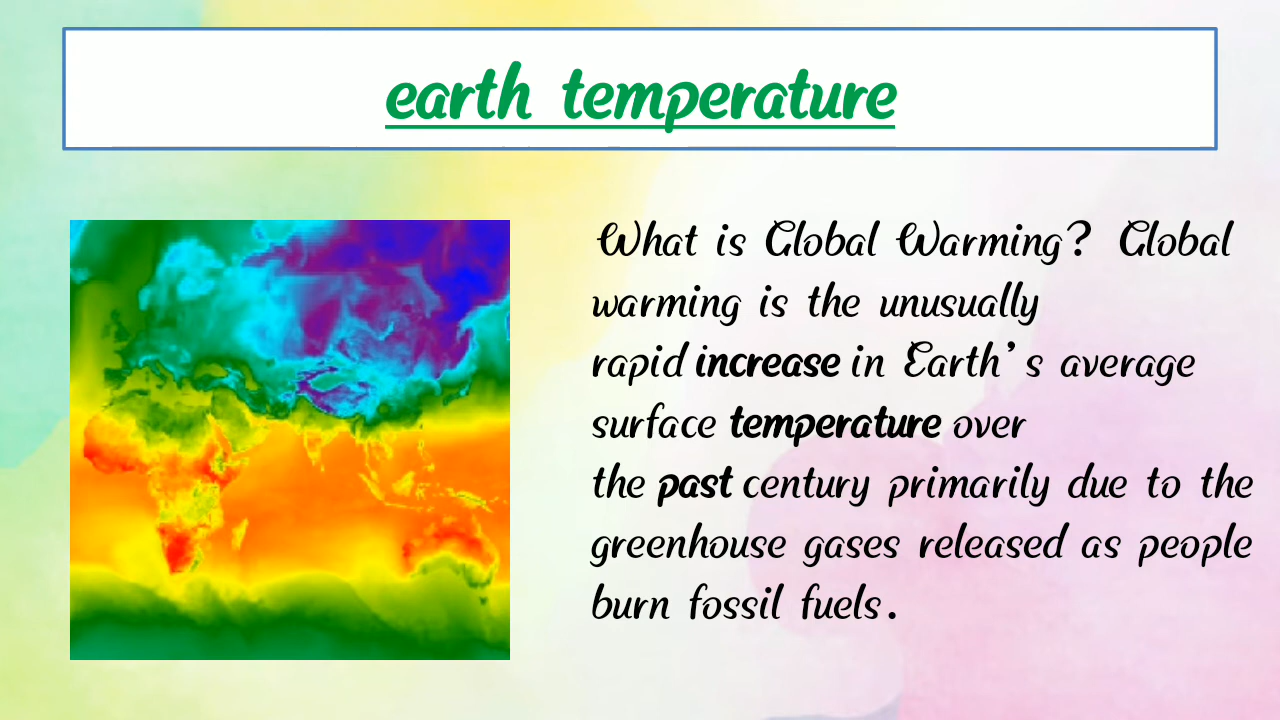 earth temperature
What is Global Warming? Global
warming is the unusually
rapid increase in Earth's average
surface temperature over
the past century primarily due to the
greenhouse gases released as people
burn fossil fuels.